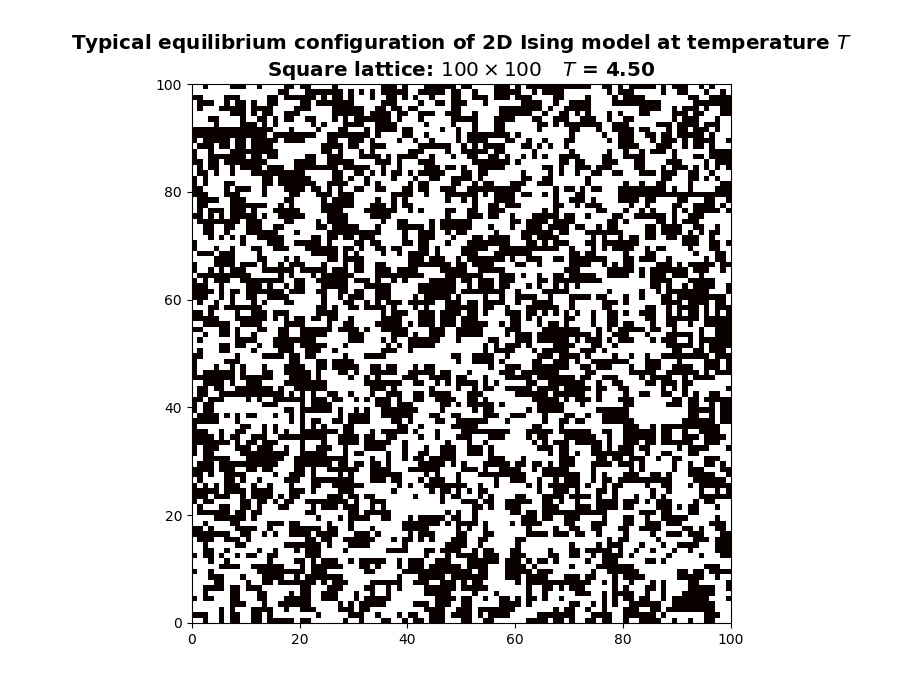 Typical equilibrium configuration of 2D Ising model at temperature T
Square lattice: 100 × 100 T = 4.50
100
80
60
40
20
0
0 20 40 60 80 100